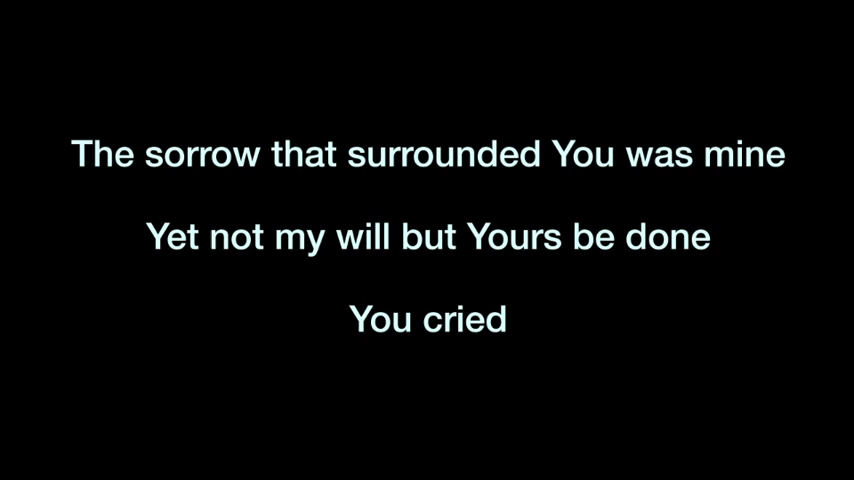 The sorrow that surrounded You was mine
Yet not my will but Yours be done
You cried